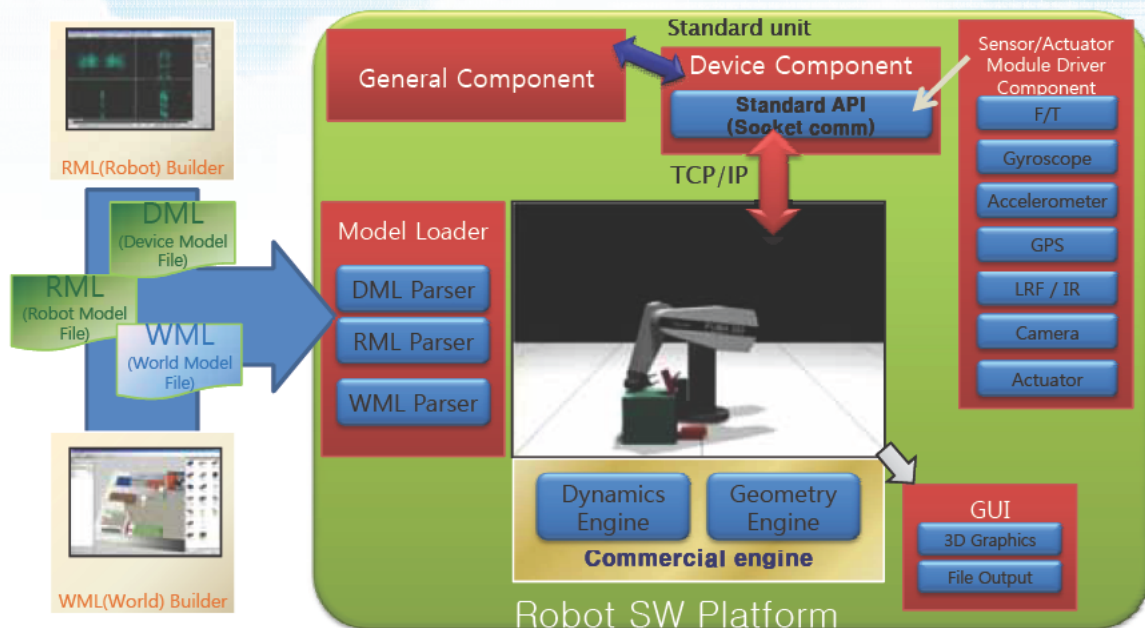 RML(Robot) Builder
DML
(Device Model
File)
RML
(Robot Model
File)
WML
(World Model
File)
WML(World) Builder
General Component
Standard unit
Device Component
Standard API
(Socket comm)
TCP/IP
Sensor/Actuator
Module Driver
Component
F/T
Gyroscope
Accelerometer
GPS
LRF / IR
Camera
Actuator
Model Loader
DML Parser
RML Parser
WML Parser
Dynamics
Engine
Geometry
Engine
Commercial engine
GUI
3D Graphics
File Output
Robot SW Platform